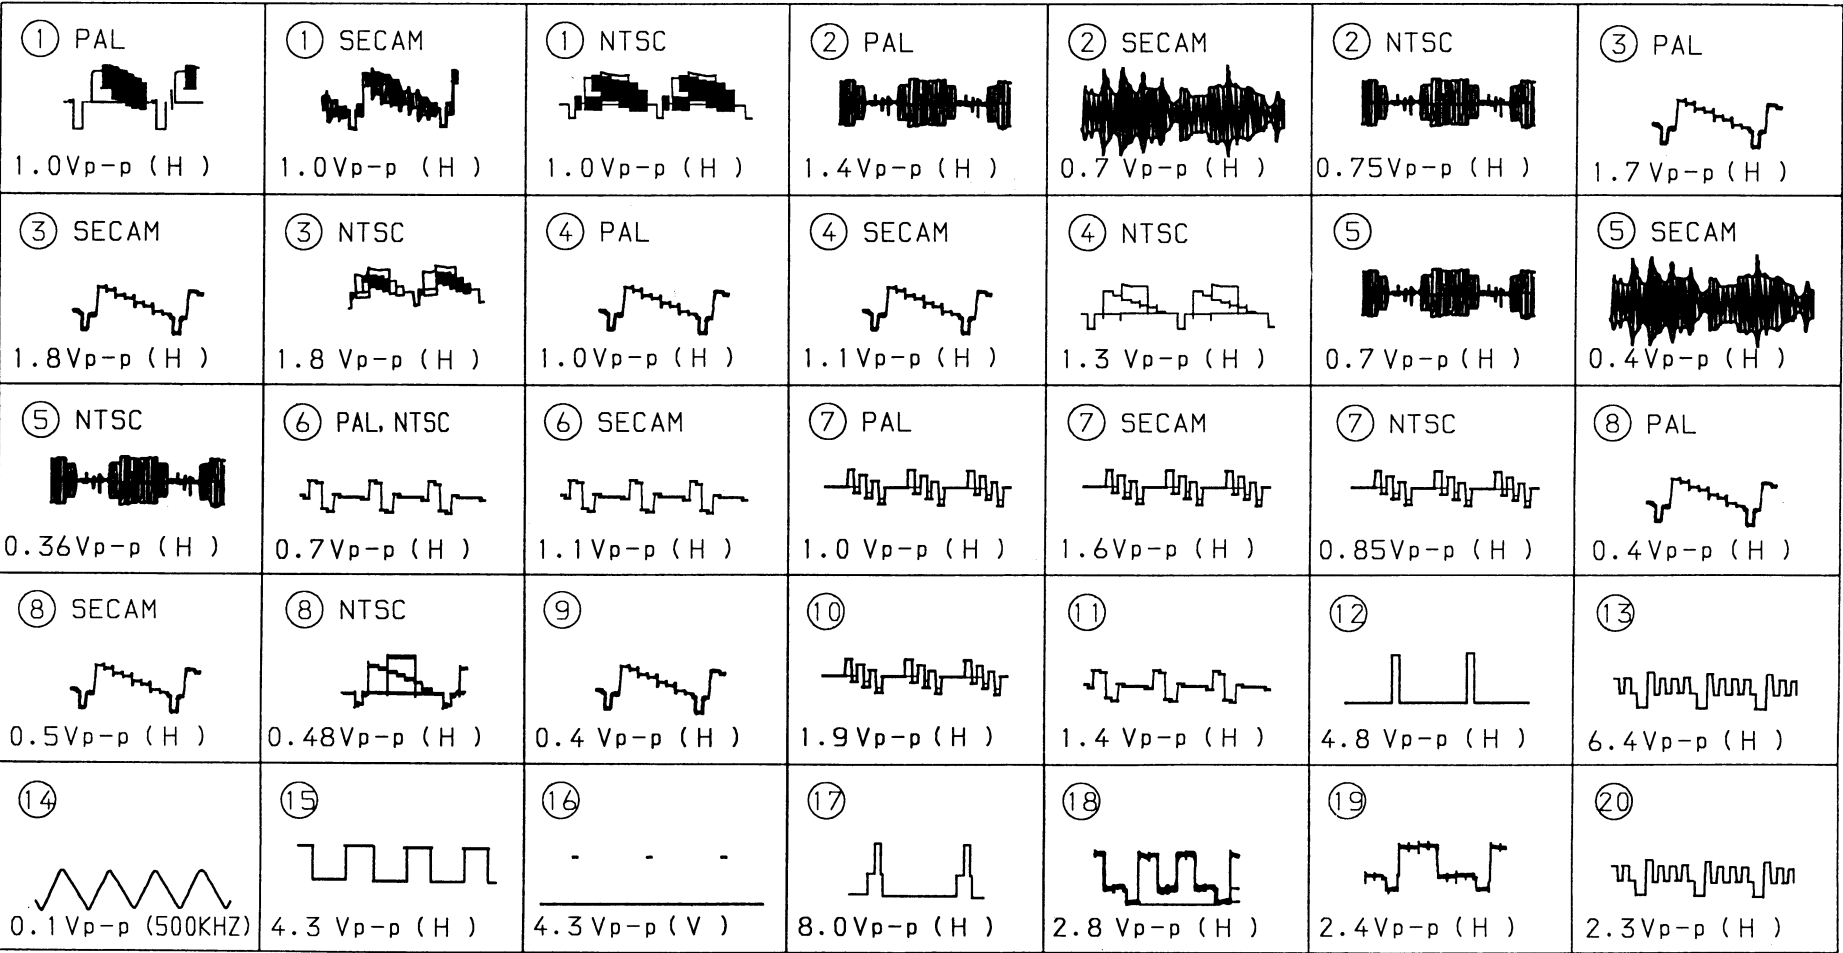 ① PAL
1.0Vp-p (H)
① SECAM
1.0Vp-p (H)
① NTSC
1.0Vp-p (H)
② PAL
1.4Vp-p (H)
② SECAM
0.7 Vp-p (H)
② NTSC
0.75Vp-p (H)
③ PAL
1.7 Vp-p (H)
③ SECAM
1.8Vp-p (H)
③ NTSC
1.8 Vp-p (H)
④ PAL
1.0Vp-p (H)
④ SECAM
1.1Vp-p (H)
④ NTSC
1.3 Vp-p (H)
⑤
0.7Vp-p (H)
⑤ SECAM
0.4Vp-p (H)
⑤ NTSC
0.36Vp-p (H)
⑥ PAL, NTSC
0.7Vp-p (H)
⑥ SECAM
1.1Vp-p (H)
⑦ PAL
1.0 Vp-p (H)
⑦ SECAM
1.6Vp-p (H)
⑦ NTSC
0.85Vp-p (H)
⑧ PAL
0.4Vp-p (H)
⑧ SECAM
0.5Vp-p (H)
⑧ NTSC
0.48Vp-p (H)
⑨
0.4 Vp-p (H)
⑩
1.9Vp-p (H)
⑪
1.4 Vp-p (H)
⑫
4.8 Vp-p (H)
⑬
6.4Vp-p (H)
⑭
0.1Vp-p (500KHZ)
⑮
4.3 Vp-p (H)
⑯
4.3Vp-p (V)
⑰
8.0Vp-p (H)
⑱
2.8 Vp-p (H)
⑲
2.4Vp-p (H)
⑳
2.3Vp-p (H)